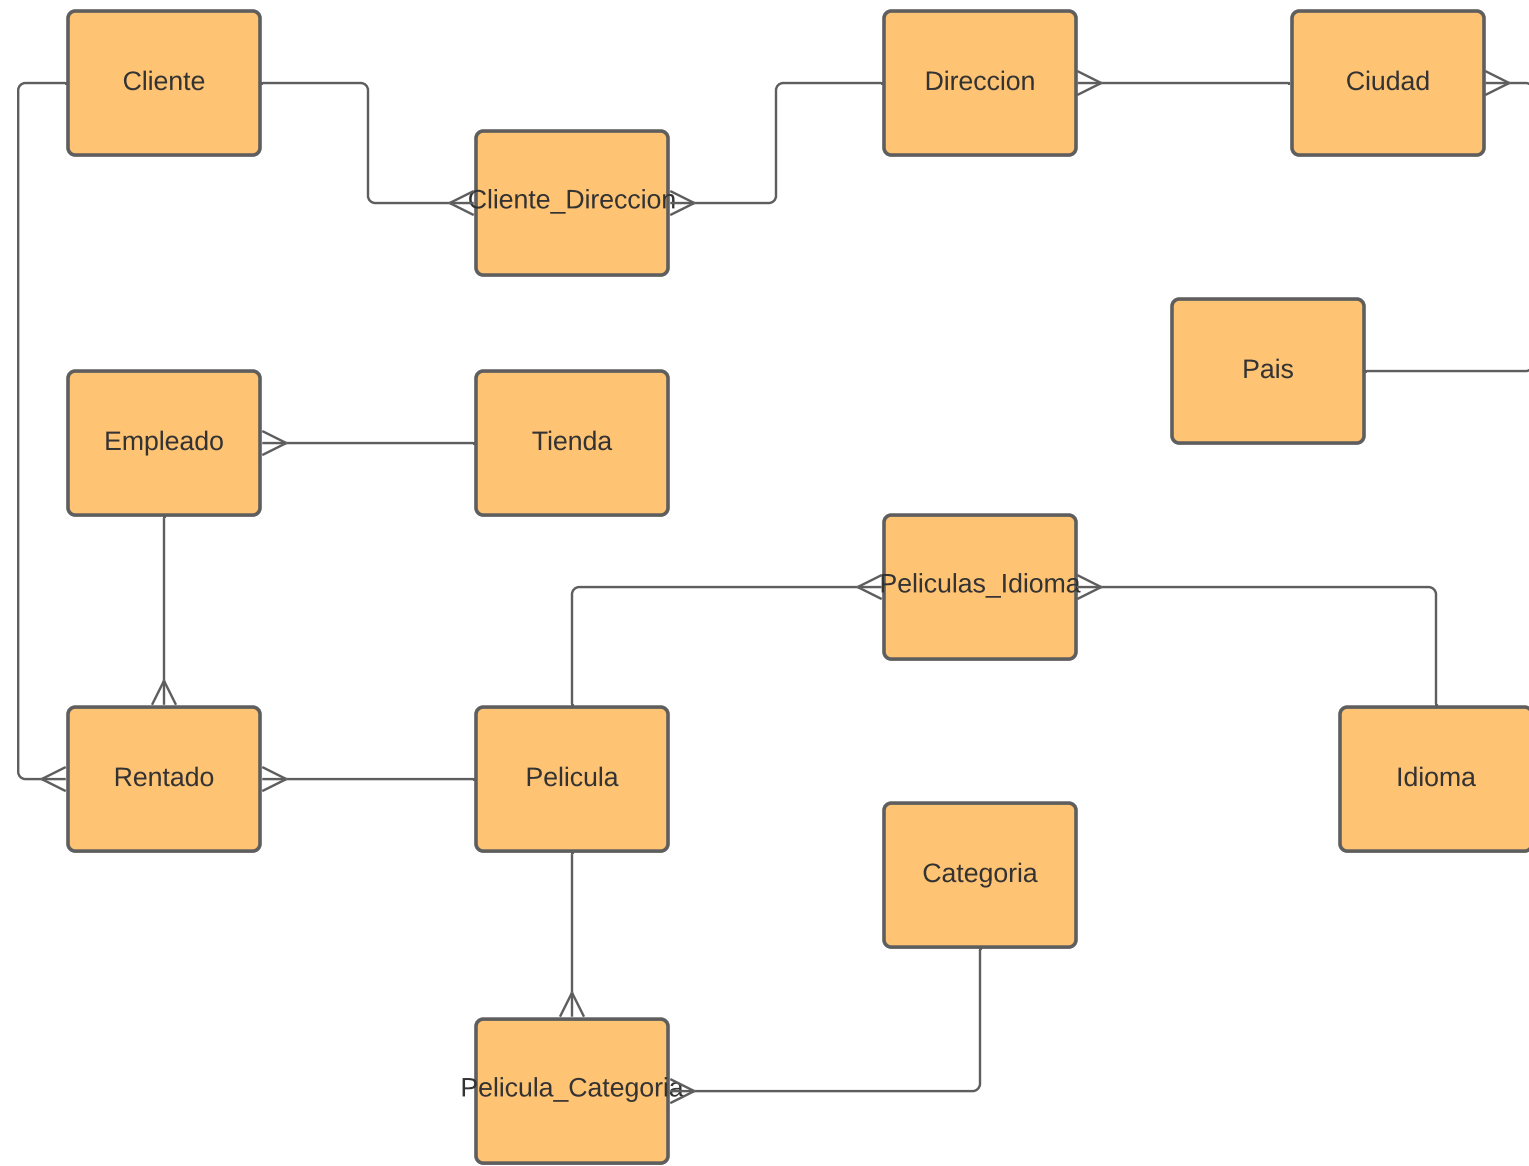 Cliente
Direccion
Ciudad
Cliente_Direccion
Pais
Empleado
Tienda
Peliculas_Idioma
Rentado
Pelicula
Idioma
Categoria
Pelicula_Categoria